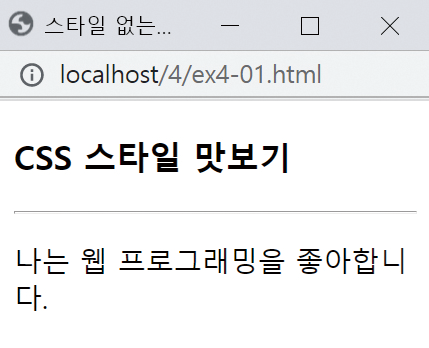 스타일 없는...
localhost/4/ex4-01.html
CSS 스타일 맛보기
나는 웹 프로그래밍을 좋아합니
다.